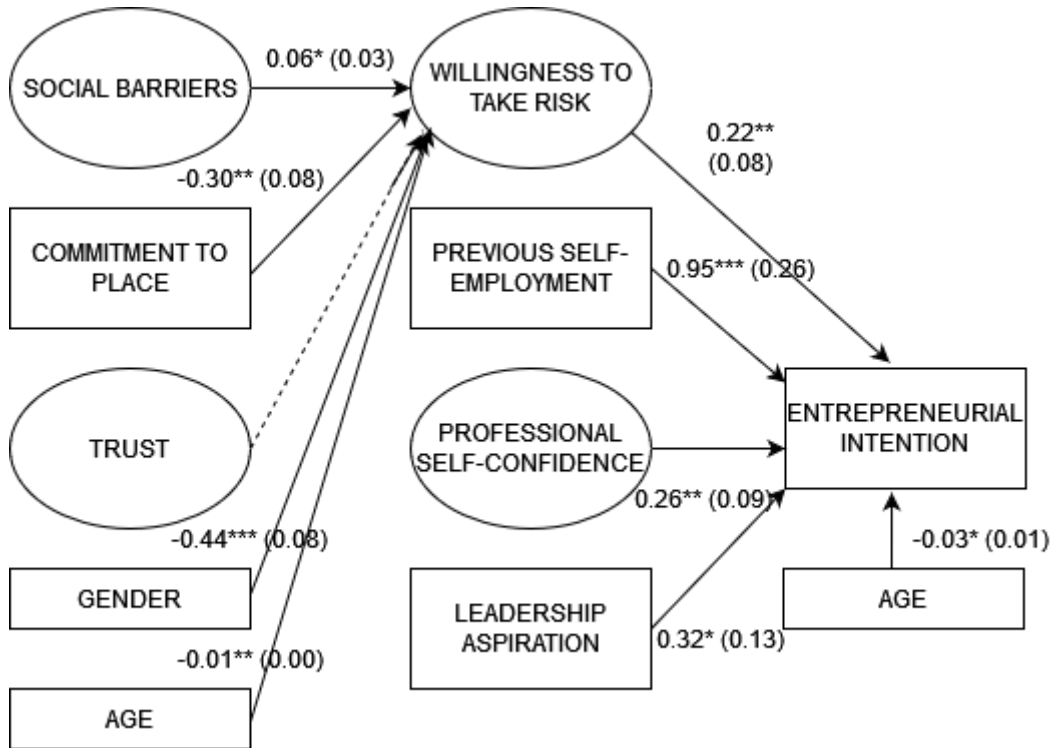 0.06* (0.03)
SOCIAL BARRIERS
WILLINGNESS TO
TAKE RISK
0.22**
(0.08)
-0.30** (0.08)
COMMITMENT TO
PLACE
PREVIOUS SELF-
EMPLOYMENT
0.95*** (0.26)
TRUST
PROFESSIONAL
SELF-CONFIDENCE
ENTREPRENEURIAL
INTENTION
0.26** (0.09)
-0.44*** (0.08)
-0.03* (0.01)
GENDER
LEADERSHIP
ASPIRATION
AGE
0.32* (0.13)
-0.01** (0.00)
AGE